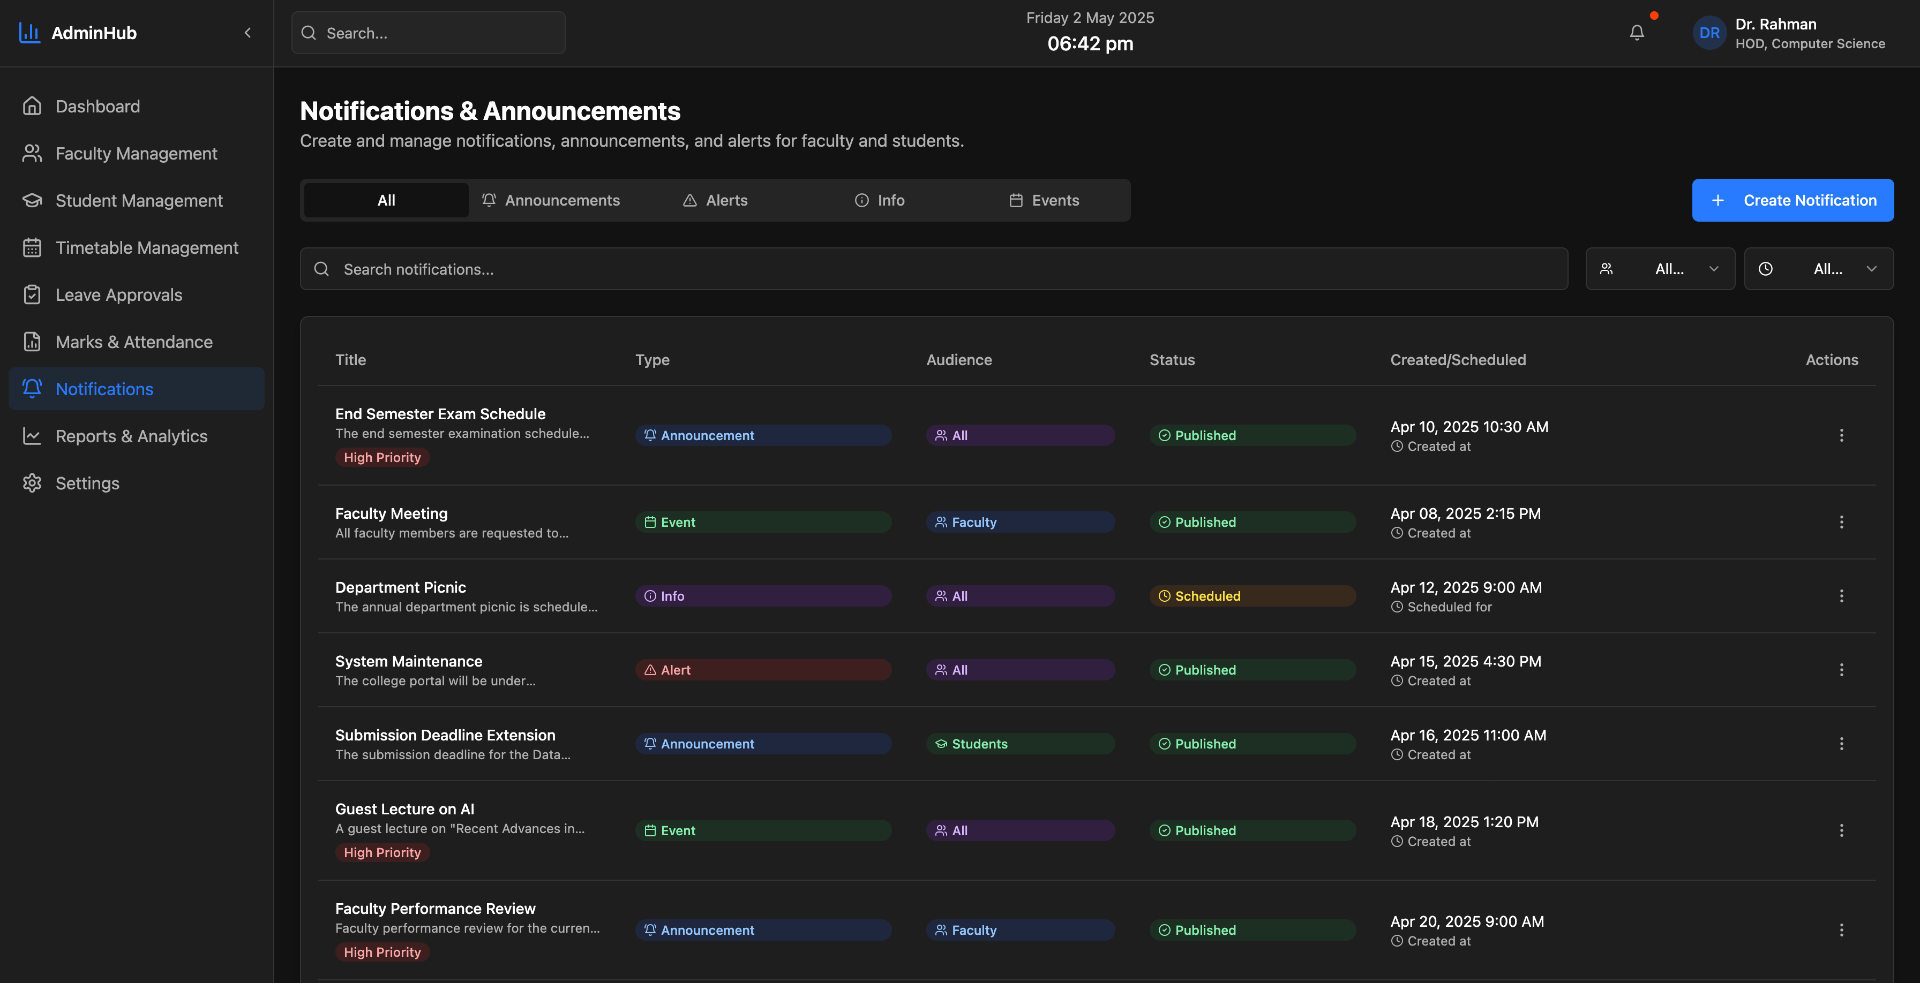 AdminHub
Search...
Friday 2 May 2025
06:42 pm
DR
Dr. Rahman
HOD, Computer Science
Dashboard
Faculty Management
Student Management
Timetable Management
Leave Approvals
Marks & Attendance
Notifications
Reports & Analytics
Settings
Notifications & Announcements
Create and manage notifications, announcements, and alerts for faculty and students.
All Announcements Alerts Info Events
Create Notification
Search notifications...
All... All...
Title Type Audience Status Created/Scheduled Actions
End Semester Exam Schedule
The end semester examination schedule...
High Priority
Announcement All Published
Apr 10, 2025 10:30 AM
Created at
Faculty Meeting
All faculty members are requested to...
Event Faculty Published
Apr 08, 2025 2:15 PM
Created at
Department Picnic
The annual department picnic is schedule...
Info All Scheduled
Apr 12, 2025 9:00 AM
Scheduled for
System Maintenance
The college portal will be under...
Alert All Published
Apr 15, 2025 4:30 PM
Created at
Submission Deadline Extension
The submission deadline for the Data...
Announcement Students Published
Apr 16, 2025 11:00 AM
Created at
Guest Lecture on AI
A guest lecture on "Recent Advances in...
High Priority
Event All Published
Apr 18, 2025 1:20 PM
Created at
Faculty Performance Review
Faculty performance review for the curren...
High Priority
Announcement Faculty Published
Apr 20, 2025 9:00 AM
Created at